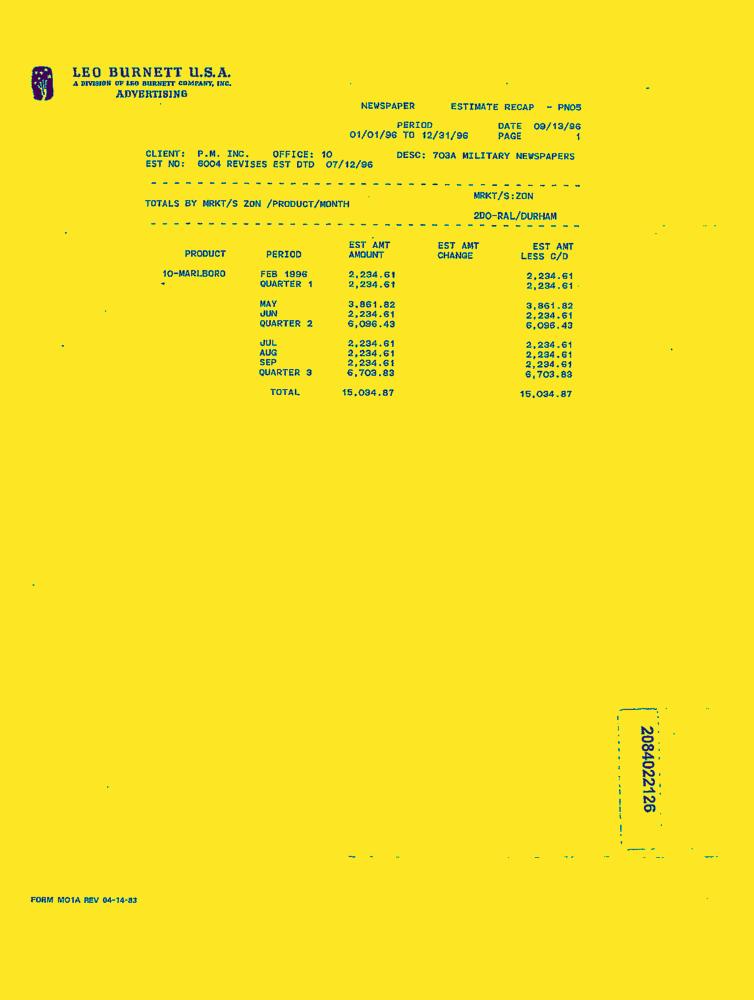 LEO BURNETT U.S.A.
A DIVISION OF LEO BURNETT COMPANY, INC.
ADVERTISING
NEWSPAPER ESTIMATE RECAP - PN05
PERIOD DATE 09/13/96
01/01/96 TO 12/31/96 PAGE 1
CLIENT: P.M. INC. OFFICE: 10 DESC: 703A MILITARY NEWSPAPERS
EST NO: 6004 REVISES EST DTD 07/12/96
MRKT/S:ZON
TOTALS BY MRKT/S ZON /PRODUCT/MONTH
2DO-RAL/DURHAM
EST AMT EST AMT EST AMT
PRODUCT PERIOD AMOUNT CHANGE LESS C/D
10-MARLBORO FEB 1996 2,234.61 2,234.61
QUARTER 1 2,234.61 2,234.61
MAY 3,861.82 3,861.82
JUN 2,234.61 2,234.61
QUARTER 2 6,096.43 6,096.43
JUL 2,234.61 2,234.61
AUG 2,234.61 2,234.61
SEP 2,234.61 2,234.61
QUARTER 3 6,703.83 6,703.83
TOTAL 15,034.87 15,034.87
2084022126
FORM MO1A REV 04-14-83